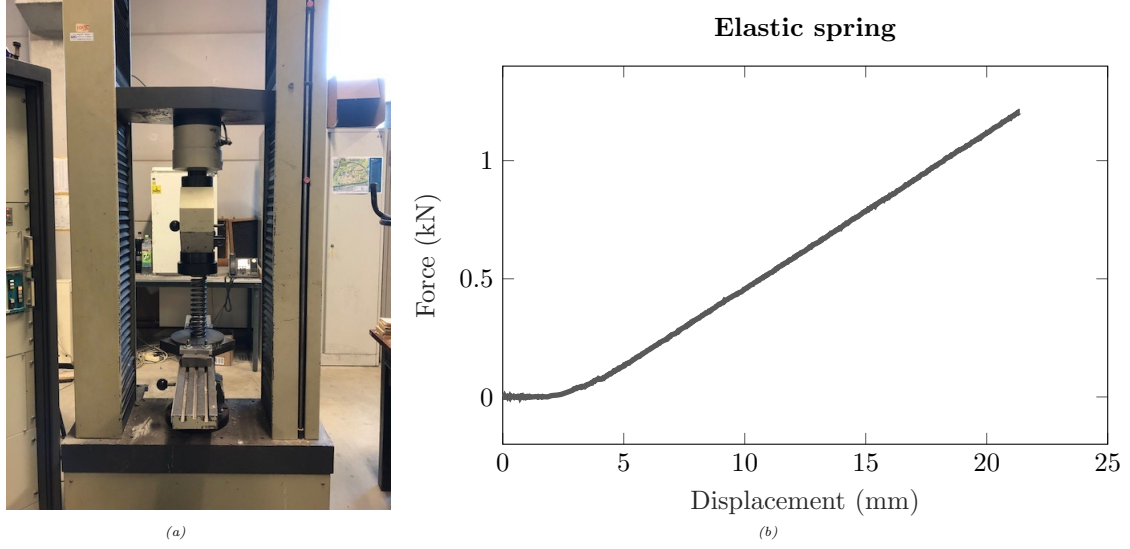 Elastic spring
1
0.5
0
Force (kN)
0 5 10 15 20 25
Displacement (mm)
(a)
(b)